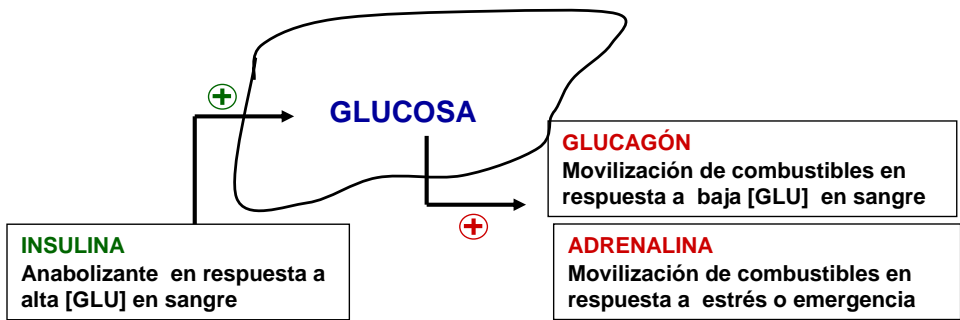 GLUCOSA
GLUCAGÓN
Movilización de combustibles en
respuesta a baja [GLU] en sangre
INSULINA
Anabolizante en respuesta a
alta [GLU] en sangre
ADRENALINA
Movilización de combustibles en
respuesta a estrés o emergencia